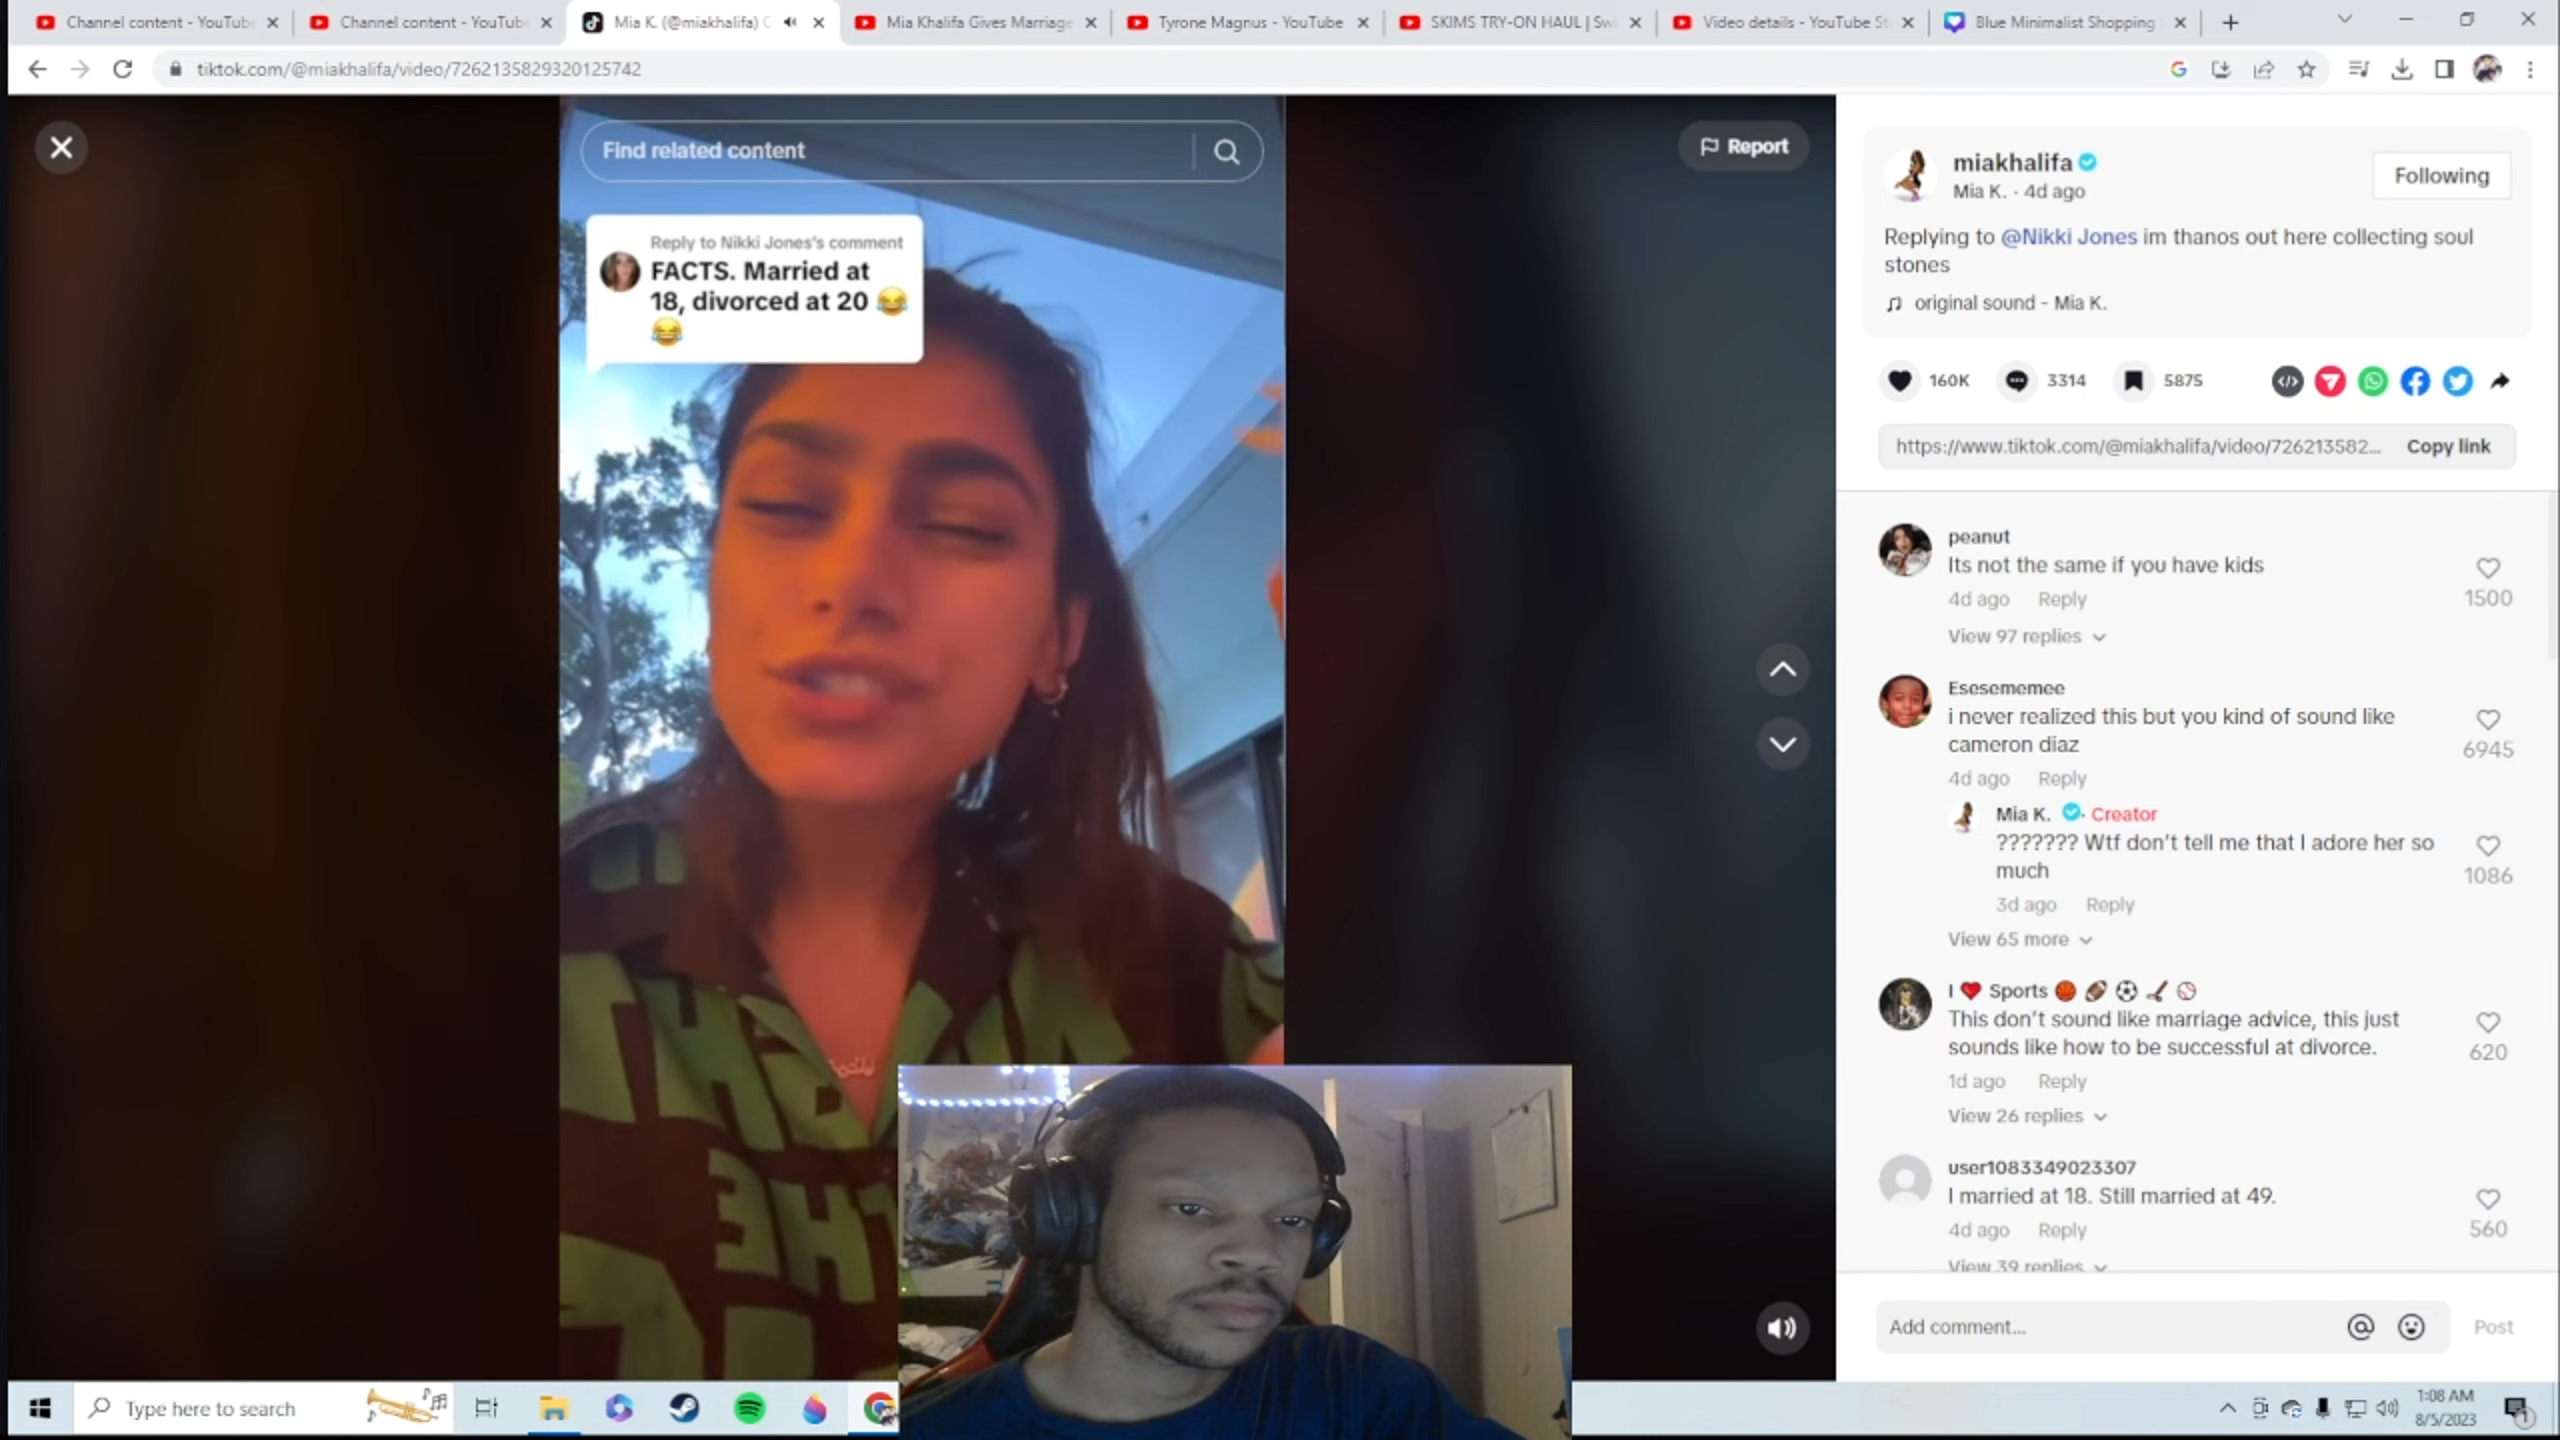 Channel content - YouTube
Channel content - YouTube
Mia K. (@miakhalifa) C
Mia Khalifa Gives Marriage
Tyrone Magnus - YouTube
SKIMS TRY-ON HAUL | Swi
Video details - YouTube St
Blue Minimalist Shopping
tiktok.com/@miakhalifa/video/7262135829320125742
Find related content
Report
Reply to Nikki Jones's comment
FACTS. Married at
18, divorced at 20 😂
😂
miakhalifa
Mia K. · 4d ago
Following
Replying to @Nikki Jones im thanos out here collecting soul
stones
♫ original sound - Mia K.
160K 3314 5875
https://www.tiktok.com/@miakhalifa/video/726213582... Copy link
peanut
Its not the same if you have kids
1500
4d ago Reply
View 97 replies
Esesememee
i never realized this but you kind of sound like
cameron diaz
6945
4d ago Reply
Mia K. · Creator
??????? Wtf don't tell me that I adore her so
much
1086
3d ago Reply
View 65 more
I ❤️ Sports 🏀 🏈 ⚽ 🏑 ⚾
This don't sound like marriage advice, this just
sounds like how to be successful at divorce.
620
1d ago Reply
View 26 replies
user1083349023307
I married at 18. Still married at 49.
560
4d ago Reply
View 39 replies
Add comment...
Post
Type here to search
1:08 AM
8/5/2023